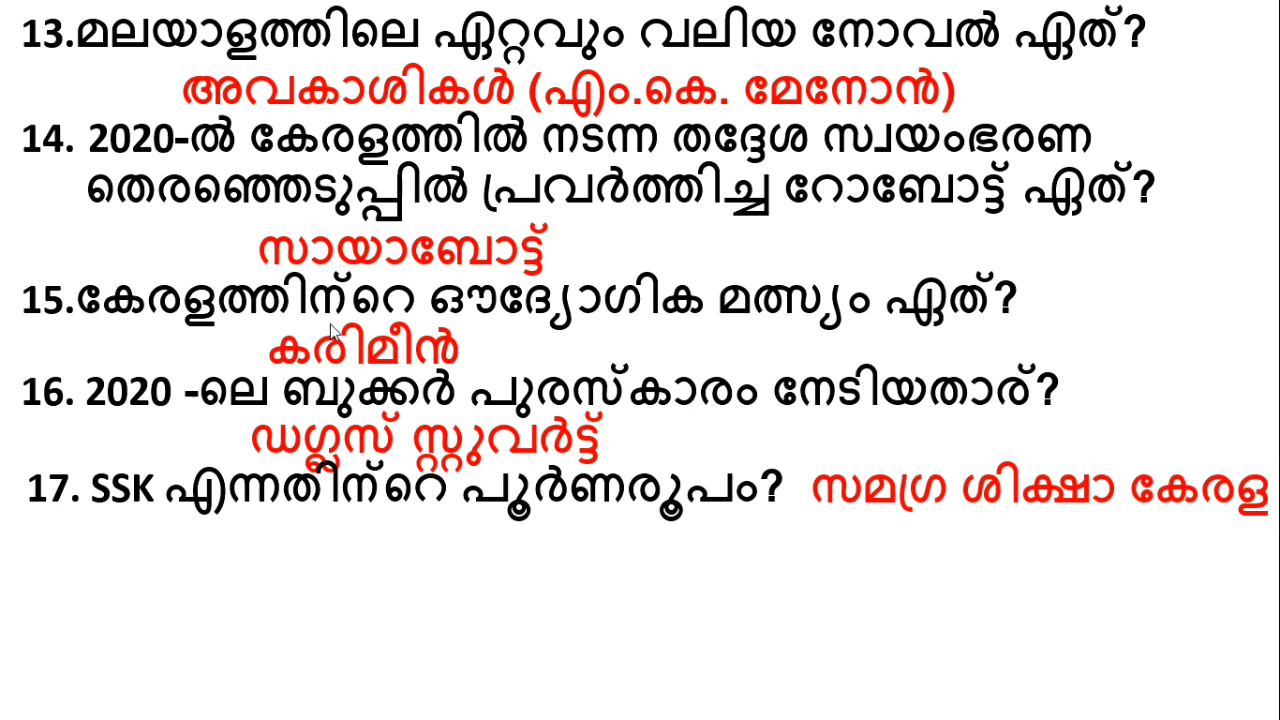 13.മലയാളത്തിലെ ഏറ്റവും വലിയ നോവൽ ഏത്?
അവകാശികൾ (എം.കെ. മേനോൻ)
14. 2020-ൽ കേരളത്തിൽ നടന്ന തദ്ദേശ സ്വയംഭരണ
തെരഞ്ഞെടുപ്പിൽ പ്രവർത്തിച്ച റോബോട്ട് ഏത്?
സായാബോട്ട്
15.കേരളത്തിന്റെ ഔദ്യോഗിക മത്സ്യം ഏത്?
കരിമീൻ
16. 2020 -ലെ ബുക്കർ പുരസ്കാരം നേടിയതാര്?
ഡഗ്ലസ് സ്റ്റുവർട്ട്
17. SSK എന്നതിന്റെ പൂർണരൂപം? സമഗ്ര ശിക്ഷാ കേരള